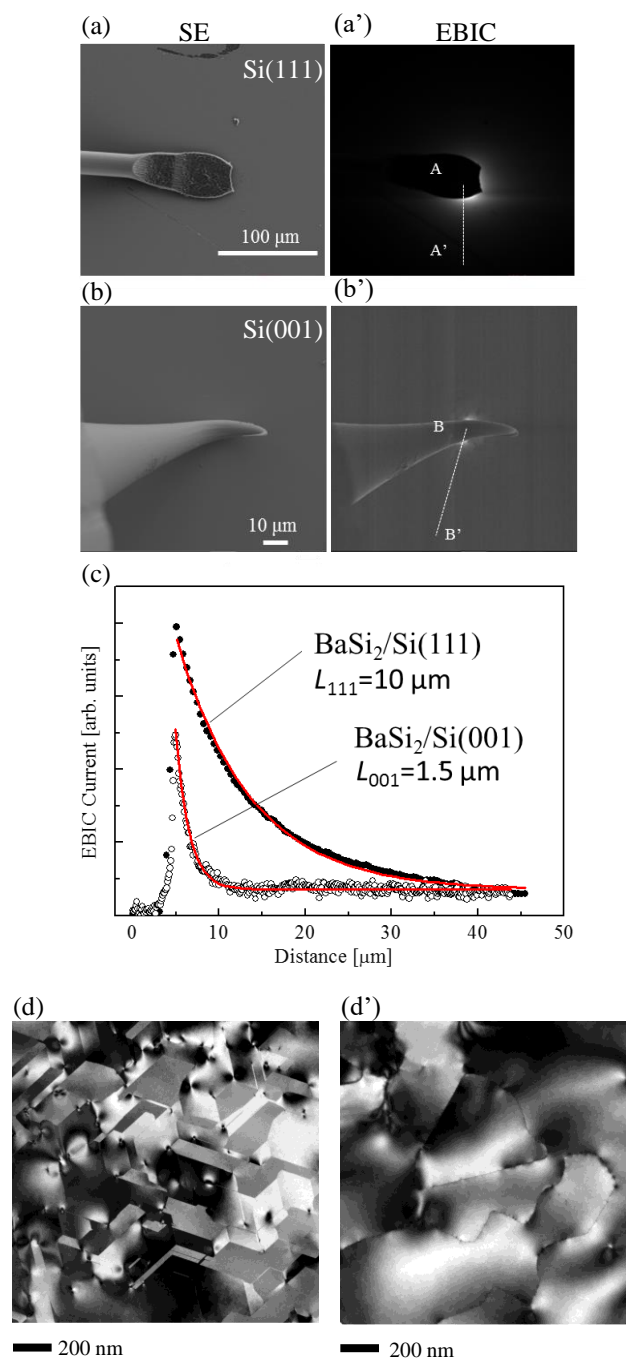 (a)
SE
(a’)
EBIC
Si(111)
100 μm
A
A’
(b)
(b’)
Si(001)
10 μm
B
B’
(c)
BaSi₂/Si(111)
L₁₁₁=10 μm
BaSi₂/Si(001)
L₀₀₁=1.5 μm
EBIC Current [arb. units]
0 10 20 30 40 50
Distance [μm]
(d)
(d’)
200 nm
200 nm